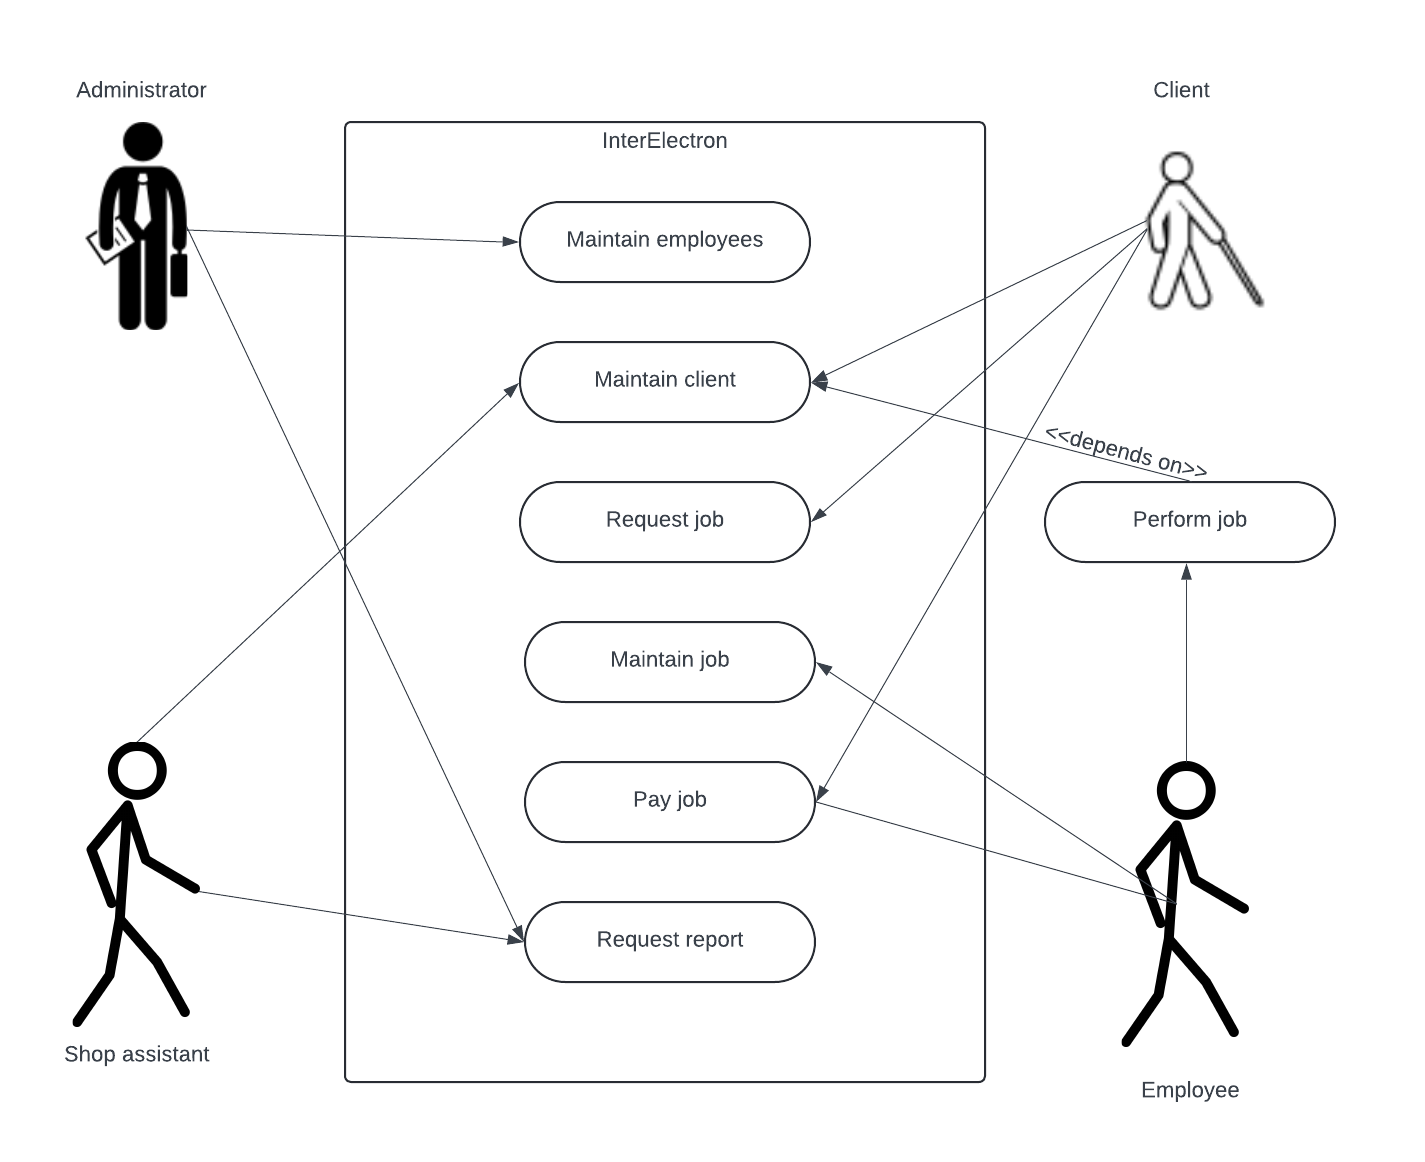 Administrator
Client
InterElectron
Maintain employees
Maintain client
<<depends on>>
Request job
Perform job
Maintain job
Pay job
Request report
Shop assistant
Employee